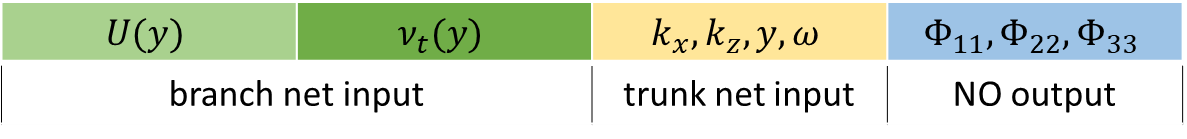 U(y) ν_t(y) k_x, k_z, y, ω Φ_11, Φ_22, Φ_33
branch net input trunk net input NO output